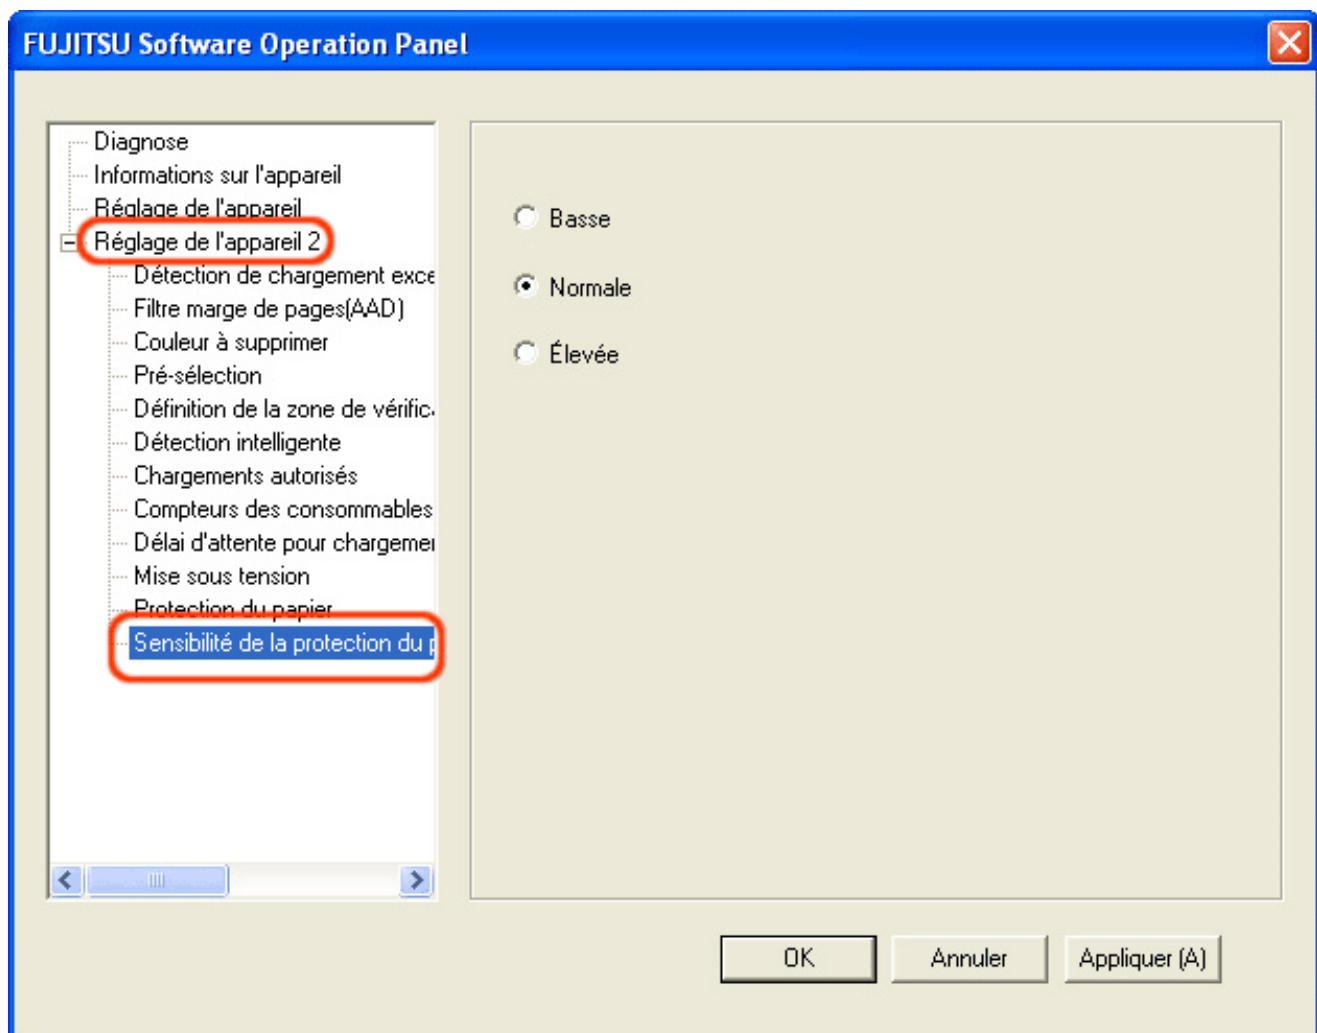 FUJITSU Software Operation Panel
Diagnose
Informations sur l'appareil
Réglage de l'appareil
Réglage de l'appareil 2
Détection de chargement exce
Filtre marge de pages(AAD)
Couleur à supprimer
Pré-sélection
Définition de la zone de vérific
Détection intelligente
Chargements autorisés
Compteurs des consommables
Délai d'attente pour chargemen
Mise sous tension
Protection du papier
Sensibilité de la protection du p
Basse
Normale
Élevée
OK
Annuler
Appliquer (A)